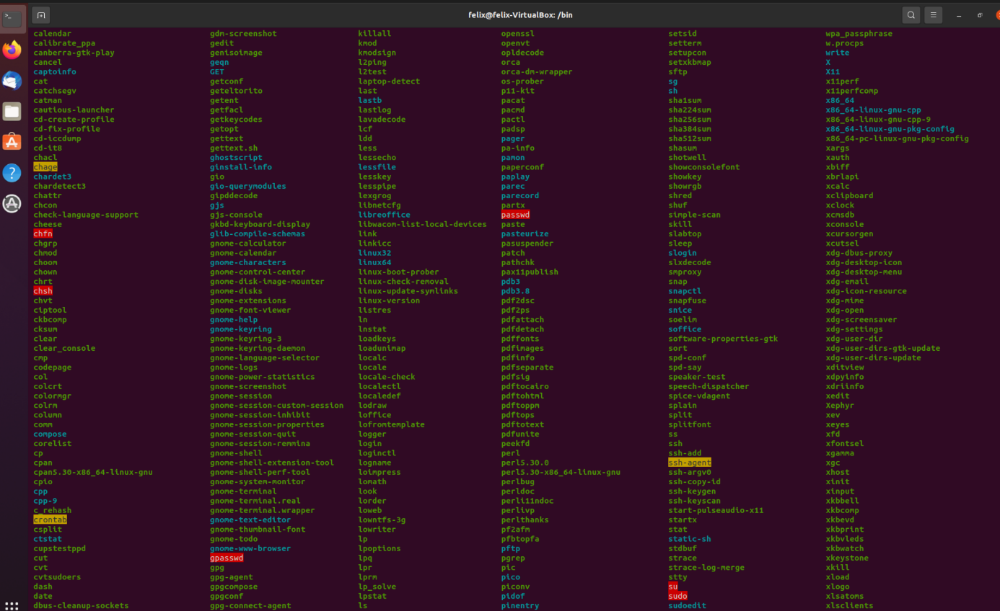 felix@felix-VirtualBox: /bin
calendar gdm-screenshot killall openssl setsid wpa_passphrase
calibrate_ppa gedit kmod openvt setterm w.procps
canberra-gtk-play genisoimage kmodsign opldecode setupcon write
cancel geqn l2ping orca setxkbmap X
captoinfo GET l2test orca-dm-wrapper sftp X11
cat getconf laptop-detect os-prober sg x11perf
catchsegv geteltorito last p11-kit sh x11perfcomp
catman getent lastb pacat sha1sum x86_64
cautious-launcher getfacl lastlog pacmd sha224sum x86_64-linux-gnu-cpp
cd-create-profile getkeycodes lavadecode pactl sha256sum x86_64-linux-gnu-cpp-9
cd-fix-profile getopt lcf padsp sha384sum x86_64-linux-gnu-pkg-config
cd-iccdump gettext ldd pager sha512sum x86_64-pc-linux-gnu-pkg-config
cd-it8 gettext.sh less pa-info shasum xargs
chacl ghostscript lessecho pamon shotwell xauth
chage ginstall-info lessfile paperconf showconsolefont xbiff
chardet3 gio lesskey paplay showkey xbrlapi
chardetect3 gio-querymodules lesspipe parec showrgb xcalc
chattr gipddecode lexgrog parecord shred xclipboard
chcon gjs libnetcfg partx shuf xclock
check-language-support gjs-console libreoffice passwd simple-scan xcmsdb
cheese gkbd-keyboard-display libwacom-list-local-devices paste skill xconsole
chfn glib-compile-schemas link pasteurize slabtop xcursorgen
chgrp gnome-calculator linkicc pasuspender sleep xcutsel
chmod gnome-calendar linux32 patch slogin xdg-dbus-proxy
choom gnome-characters linux64 pathchk slxdecode xdg-desktop-icon
chown gnome-control-center linux-boot-prober pax11publish smproxy xdg-desktop-menu
chrt gnome-disk-image-mounter linux-check-removal pdb3 snap xdg-email
chsh gnome-disks linux-update-symlinks pdb3.8 snapctl xdg-icon-resource
chvt gnome-extensions linux-version pdf2dsc snapfuse xdg-mime
ciptool gnome-font-viewer listres pdf2ps snice xdg-open
ckbcomp gnome-help ln pdfattach soelim xdg-screensaver
cksum gnome-keyring lnstat pdfdetach soffice xdg-settings
clear gnome-keyring-3 loadkeys pdffonts software-properties-gtk xdg-user-dir
clear_console gnome-keyring-daemon loadunimap pdfimages sort xdg-user-dirs-gtk-update
cmp gnome-language-selector localc pdfinfo spd-conf xdg-user-dirs-update
codepage gnome-logs locale pdfseparate spd-say xditview
col gnome-power-statistics locale-check pdfsig speaker-test xdpyinfo
colcrt gnome-screenshot localectl pdftocairo speech-dispatcher xdriinfo
colormgr gnome-session localedef pdftohtml spice-vdagent xedit
colrm gnome-session-custom-session lodraw pdftoppm splain Xephyr
column gnome-session-inhibit loffice pdftops split xev
comm gnome-session-properties lofromtemplate pdftotext splitfont xeyes
compose gnome-session-quit logger pdfunite ss xfd
corelist gnome-session-remmina login peekfd ssh xfontsel
cp gnome-shell loginctl perl ssh-add xgamma
cpan gnome-shell-extension-tool logname perl5.30.0 ssh-agent xgc
cpan5.30-x86_64-linux-gnu gnome-shell-perf-tool loimpress perl5.30-x86_64-linux-gnu ssh-argv0 xhost
cpio gnome-system-monitor lomath perlbug ssh-copy-id xinit
cpp gnome-terminal look perldoc ssh-keygen xinput
cpp-9 gnome-terminal.real lorder perli11ndoc ssh-keyscan xkbbell
c_rehash gnome-terminal.wrapper loweb perlivp start-pulseaudio-x11 xkbcomp
crontab gnome-text-editor lowntfs-3g perlthanks startx xkbevd
csplit gnome-thumbnail-font lowriter pf2afm stat xkbprint
ctstat gnome-todo lp pfbtopfa static-sh xkbvleds
cupstestppd gnome-www-browser lpoptions pftp stdbuf xkbwatch
cut gpasswd lpq pgrep strace xkeystone
cvt gpg lpr pic strace-log-merge xkill
cvtsudoers gpg-agent lprm pico stty xload
dash gpgcompose lp_solve piconv su xlogo
date gpgconf lpstat pidof sudo xlsatoms
dbus-cleanup-sockets gpg-connect-agent ls pinentry sudoedit xlsclients